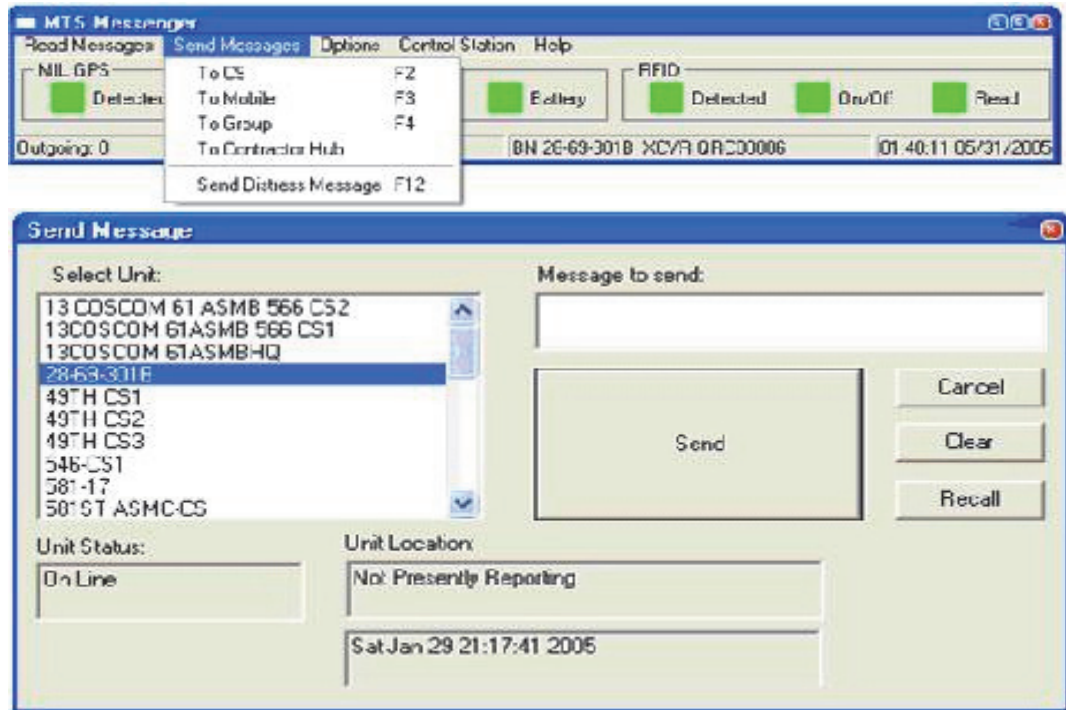 MTS Messenger
Read Messages Send Messages Options Control Station Help
MIL GPS
RFID
Detected
Battery
Detected
On/Off
Read
To CS F2
To Mobile F3
To Group F4
To Contractor Hub
Send Distress Message F12
Outgoing: 0
BN 28-69-301B XCVR QRC00006
01:40:11 05/31/2005
Send Message
Select Unit:
Message to send:
13 COSCOM 61 ASMB 566 CS2
13COSCOM 61ASMB 566 CS1
13COSCOM 61ASMBHQ
28-69-301B
49TH CS1
49TH CS2
49TH CS3
546-CS1
581-17
581ST ASMC-CS
Send
Cancel
Clear
Recall
Unit Status:
On Line
Unit Location:
Not Presently Reporting
Sat Jan 29 21:17:41 2005